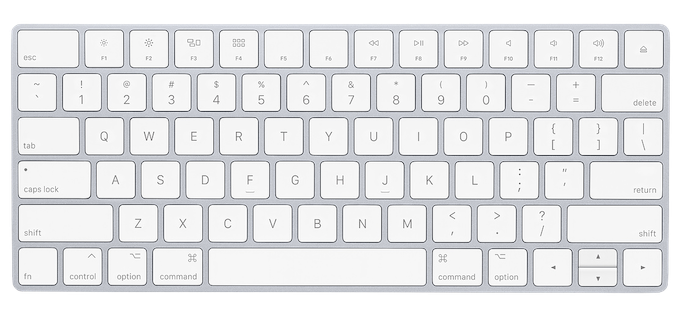 esc F1 F2 F3 F4 F5 F6 F7 F8 F9 F10 F11 F12
~ ! @ # $ % ^ & * ( ) — +
` 1 2 3 4 5 6 7 8 9 0 - = delete
tab Q W E R T Y U I O P { } |
[ ] \
caps lock A S D F G H J K L : "
; ' return
shift Z X C V B N M < > ? shift
, . /
fn control option command command option